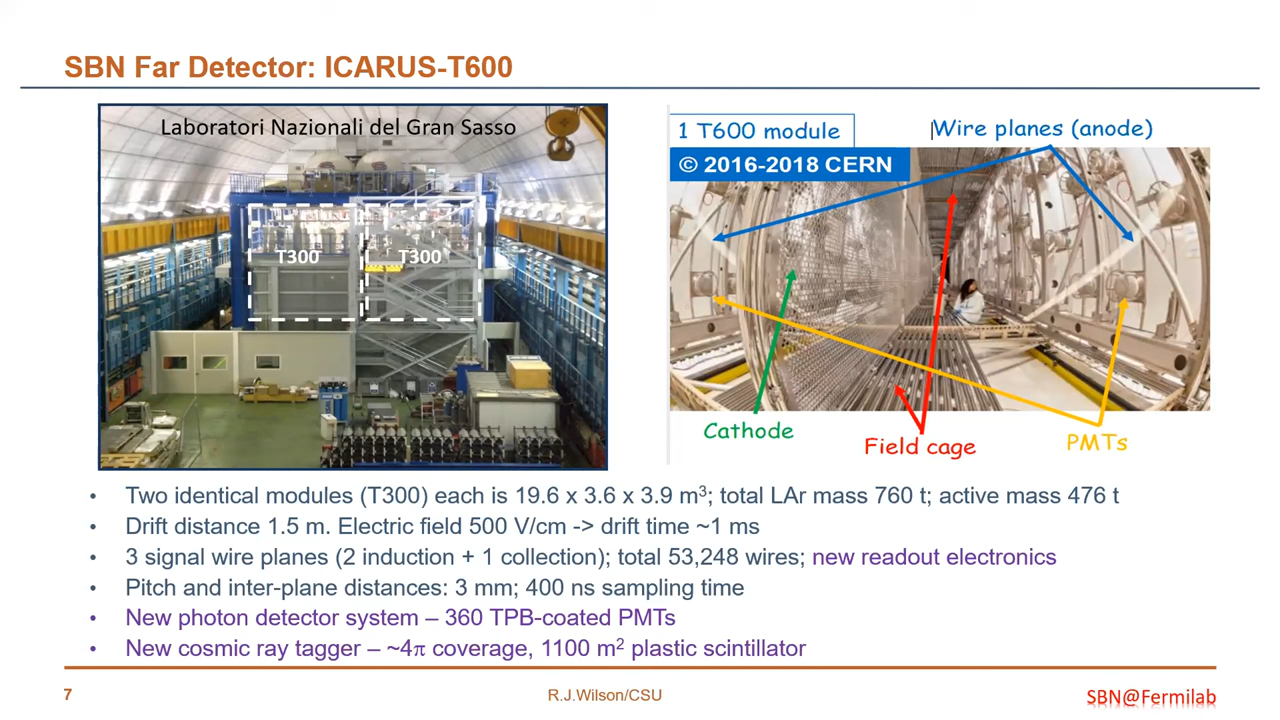 SBN Far Detector: ICARUS-T600
Laboratori Nazionali del Gran Sasso
T300
T300
1 T600 module
Wire planes (anode)
© 2016-2018 CERN
Cathode
Field cage
PMTs
• Two identical modules (T300) each is 19.6 x 3.6 x 3.9 m³; total LAr mass 760 t; active mass 476 t
• Drift distance 1.5 m. Electric field 500 V/cm -> drift time ~1 ms
• 3 signal wire planes (2 induction + 1 collection); total 53,248 wires; new readout electronics
• Pitch and inter-plane distances: 3 mm; 400 ns sampling time
• New photon detector system – 360 TPB-coated PMTs
• New cosmic ray tagger – ~4π coverage, 1100 m² plastic scintillator
7
R.J.Wilson/CSU
SBN@Fermilab